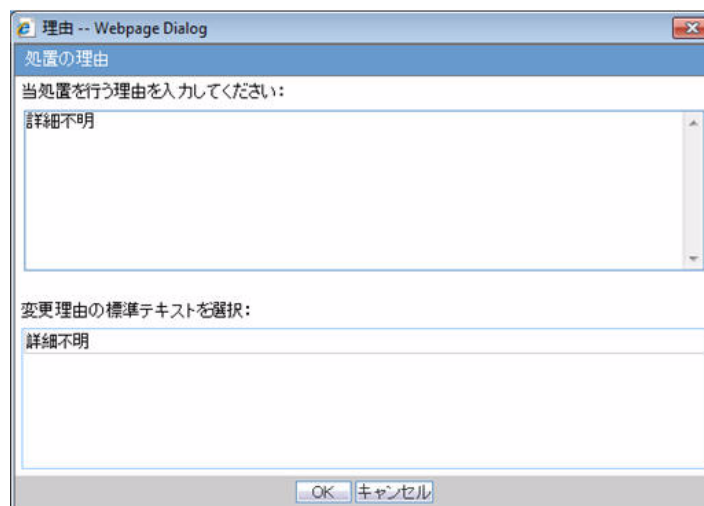 理由 -- Webpage Dialog
処置の理由
当処置を行う理由を入力してください:
詳細不明
変更理由の標準テキストを選択:
詳細不明
OK キャンセル